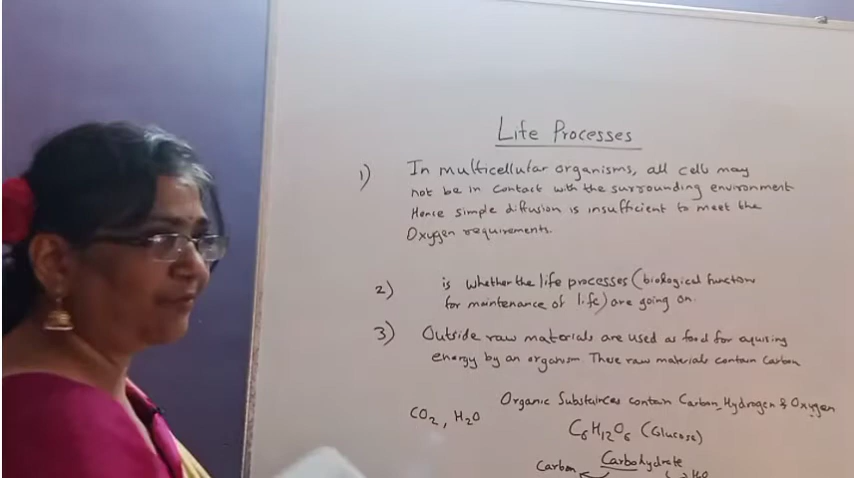 Life Processes
1) In multicellular organisms, all cells may
not be in contact with the surrounding environment
Hence simple diffusion is insufficient to meet the
Oxygen requirements.
2) is whether the life processes (biological functions
for maintenance of life) are going on.
3) Outside raw materials are used as food for aquising
energy by an organism These raw materials contain Carbon
Organic Substances contain Carbon, Hydrogen & Oxygen
CO2, H2O
C6H12O6 (Glucose)
Carbohydrate
Carbon H2O